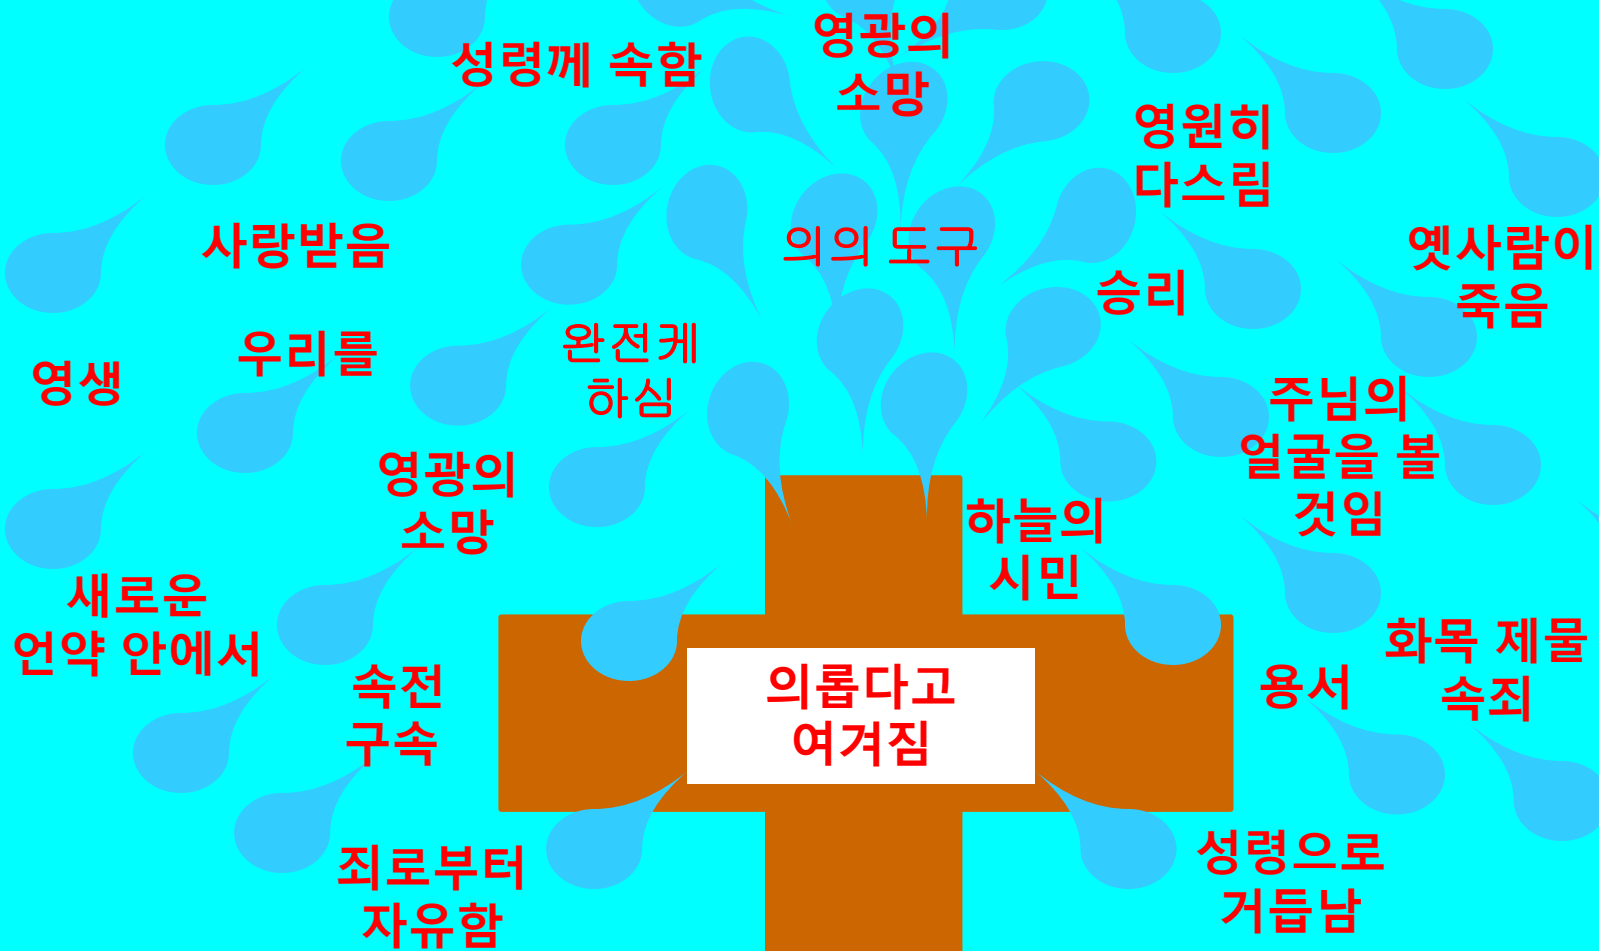 성령께 속함
영광의
소망
영원히
다스림
사랑받음
의의 도구
승리
옛사람이
죽음
영생
우리를
완전케
하심
주님의
얼굴을 볼
것임
영광의
소망
하늘의
시민
새로운
언약 안에서
속전
구속
의롭다고
여겨짐
용서
화목 제물
속죄
죄로부터
자유함
성령으로
거듭남